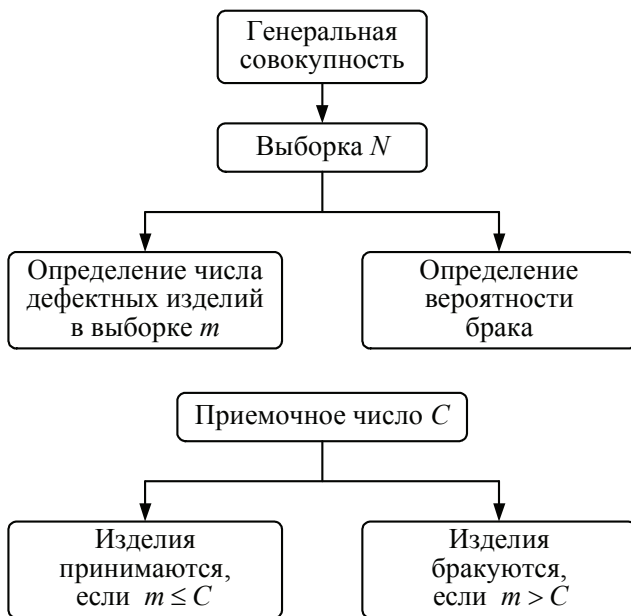 Генеральная
совокупность
Выборка N
Определение числа
дефектных изделий
в выборке m
Определение
вероятности
брака
Приемочное число C
Изделия
принимаются,
если m ≤ C
Изделия
бракуются,
если m > C